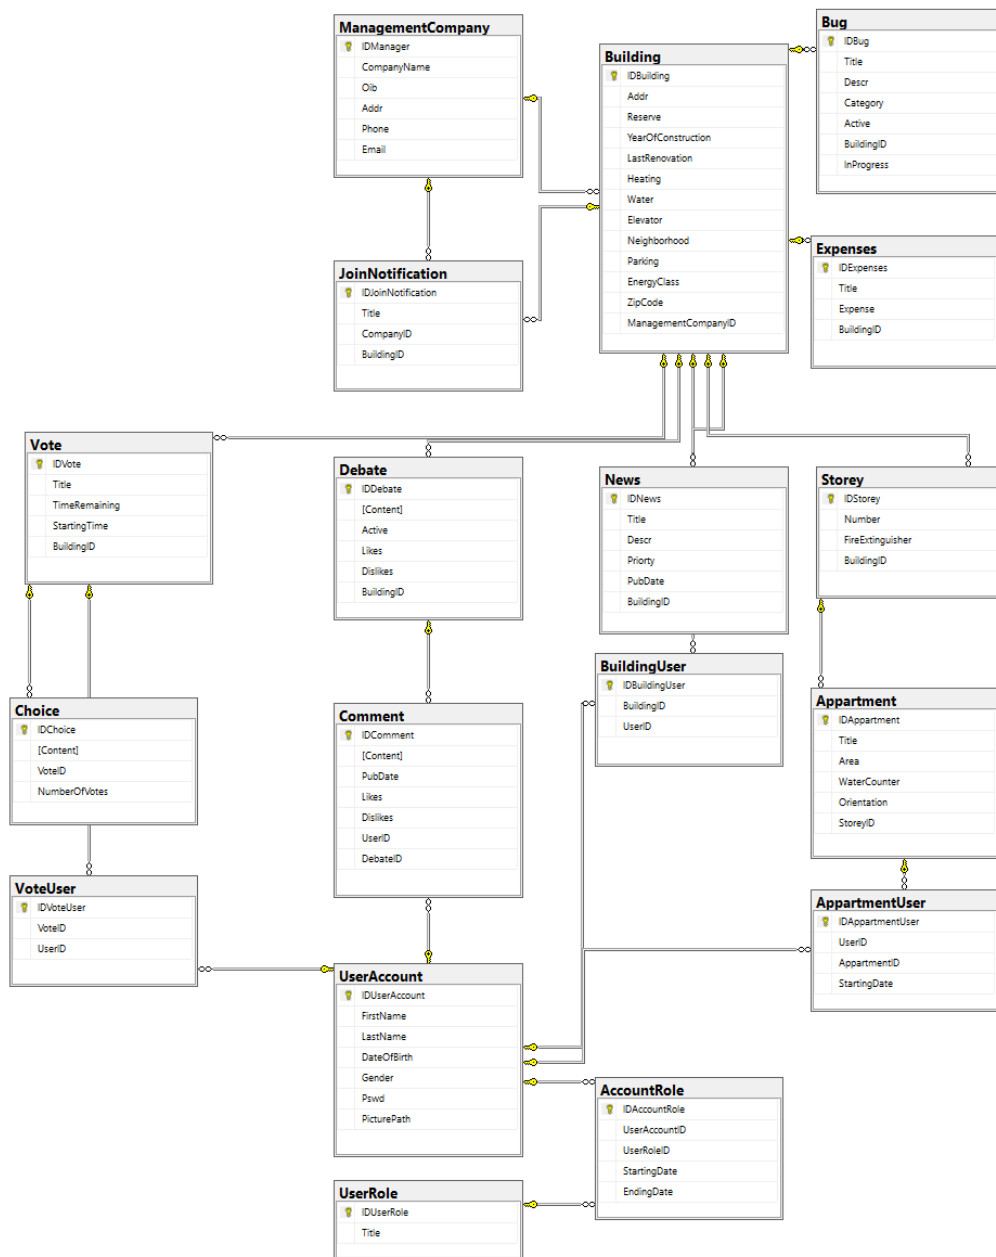 ManagementCompany
IDManager
CompanyName
Oib
Addr
Phone
Email
Building
IDBuilding
Addr
Reserve
YearOfConstruction
LastRenovation
Heating
Water
Elevator
Neighborhood
Parking
EnergyClass
ZipCode
ManagementCompanyID
Bug
IDBug
Title
Descr
Category
Active
BuildingID
InProgress
JoinNotification
IDJoinNotification
Title
CompanyID
BuildingID
Expenses
IDExpenses
Title
Expense
BuildingID
Vote
IDVote
Title
TimeRemaining
StartingTime
BuildingID
Debate
IDDebate
[Content]
Active
Likes
Dislikes
BuildingID
News
IDNews
Title
Descr
Priorty
PubDate
BuildingID
Storey
IDStorey
Number
FireExtinguisher
BuildingID
Choice
IDChoice
[Content]
VoteID
NumberOfVotes
Comment
IDComment
[Content]
PubDate
Likes
Dislikes
UserID
DebateID
BuildingUser
IDBuildingUser
BuildingID
UserID
Appartment
IDAppartment
Title
Area
WaterCounter
Orientation
StoreyID
VoteUser
IDVoteUser
VoteID
UserID
AppartmentUser
IDAppartmentUser
UserID
AppartmentID
StartingDate
UserAccount
IDUserAccount
FirstName
LastName
DateOfBirth
Gender
Pswd
PicturePath
AccountRole
IDAccountRole
UserAccountID
UserRoleID
StartingDate
EndingDate
UserRole
IDUserRole
Title